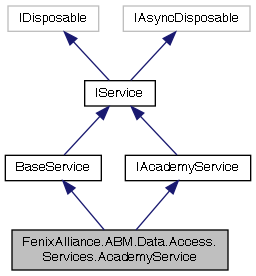 IDisposable
IAsyncDisposable
IService
BaseService
IAcademyService
FenixAlliance.ABM.Data.Access.
Services.AcademyService